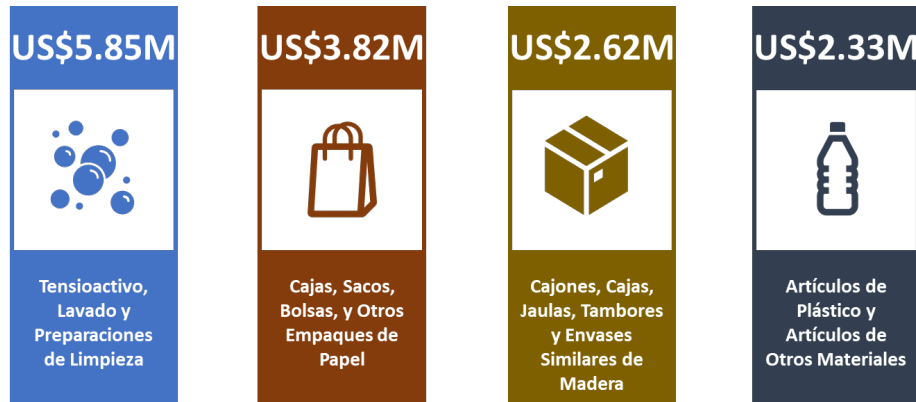 US$5.85M
US$3.82M
US$2.62M
US$2.33M
Tensioactivo,
Lavado y
Preparaciones
de Limpieza
Cajas, Sacos,
Bolsas, y Otros
Empaques de
Papel
Cajones, Cajas,
Jaulas, Tambores
y Envases
Similares de
Madera
Artículos de
Plástico y
Artículos de
Otros Materiales